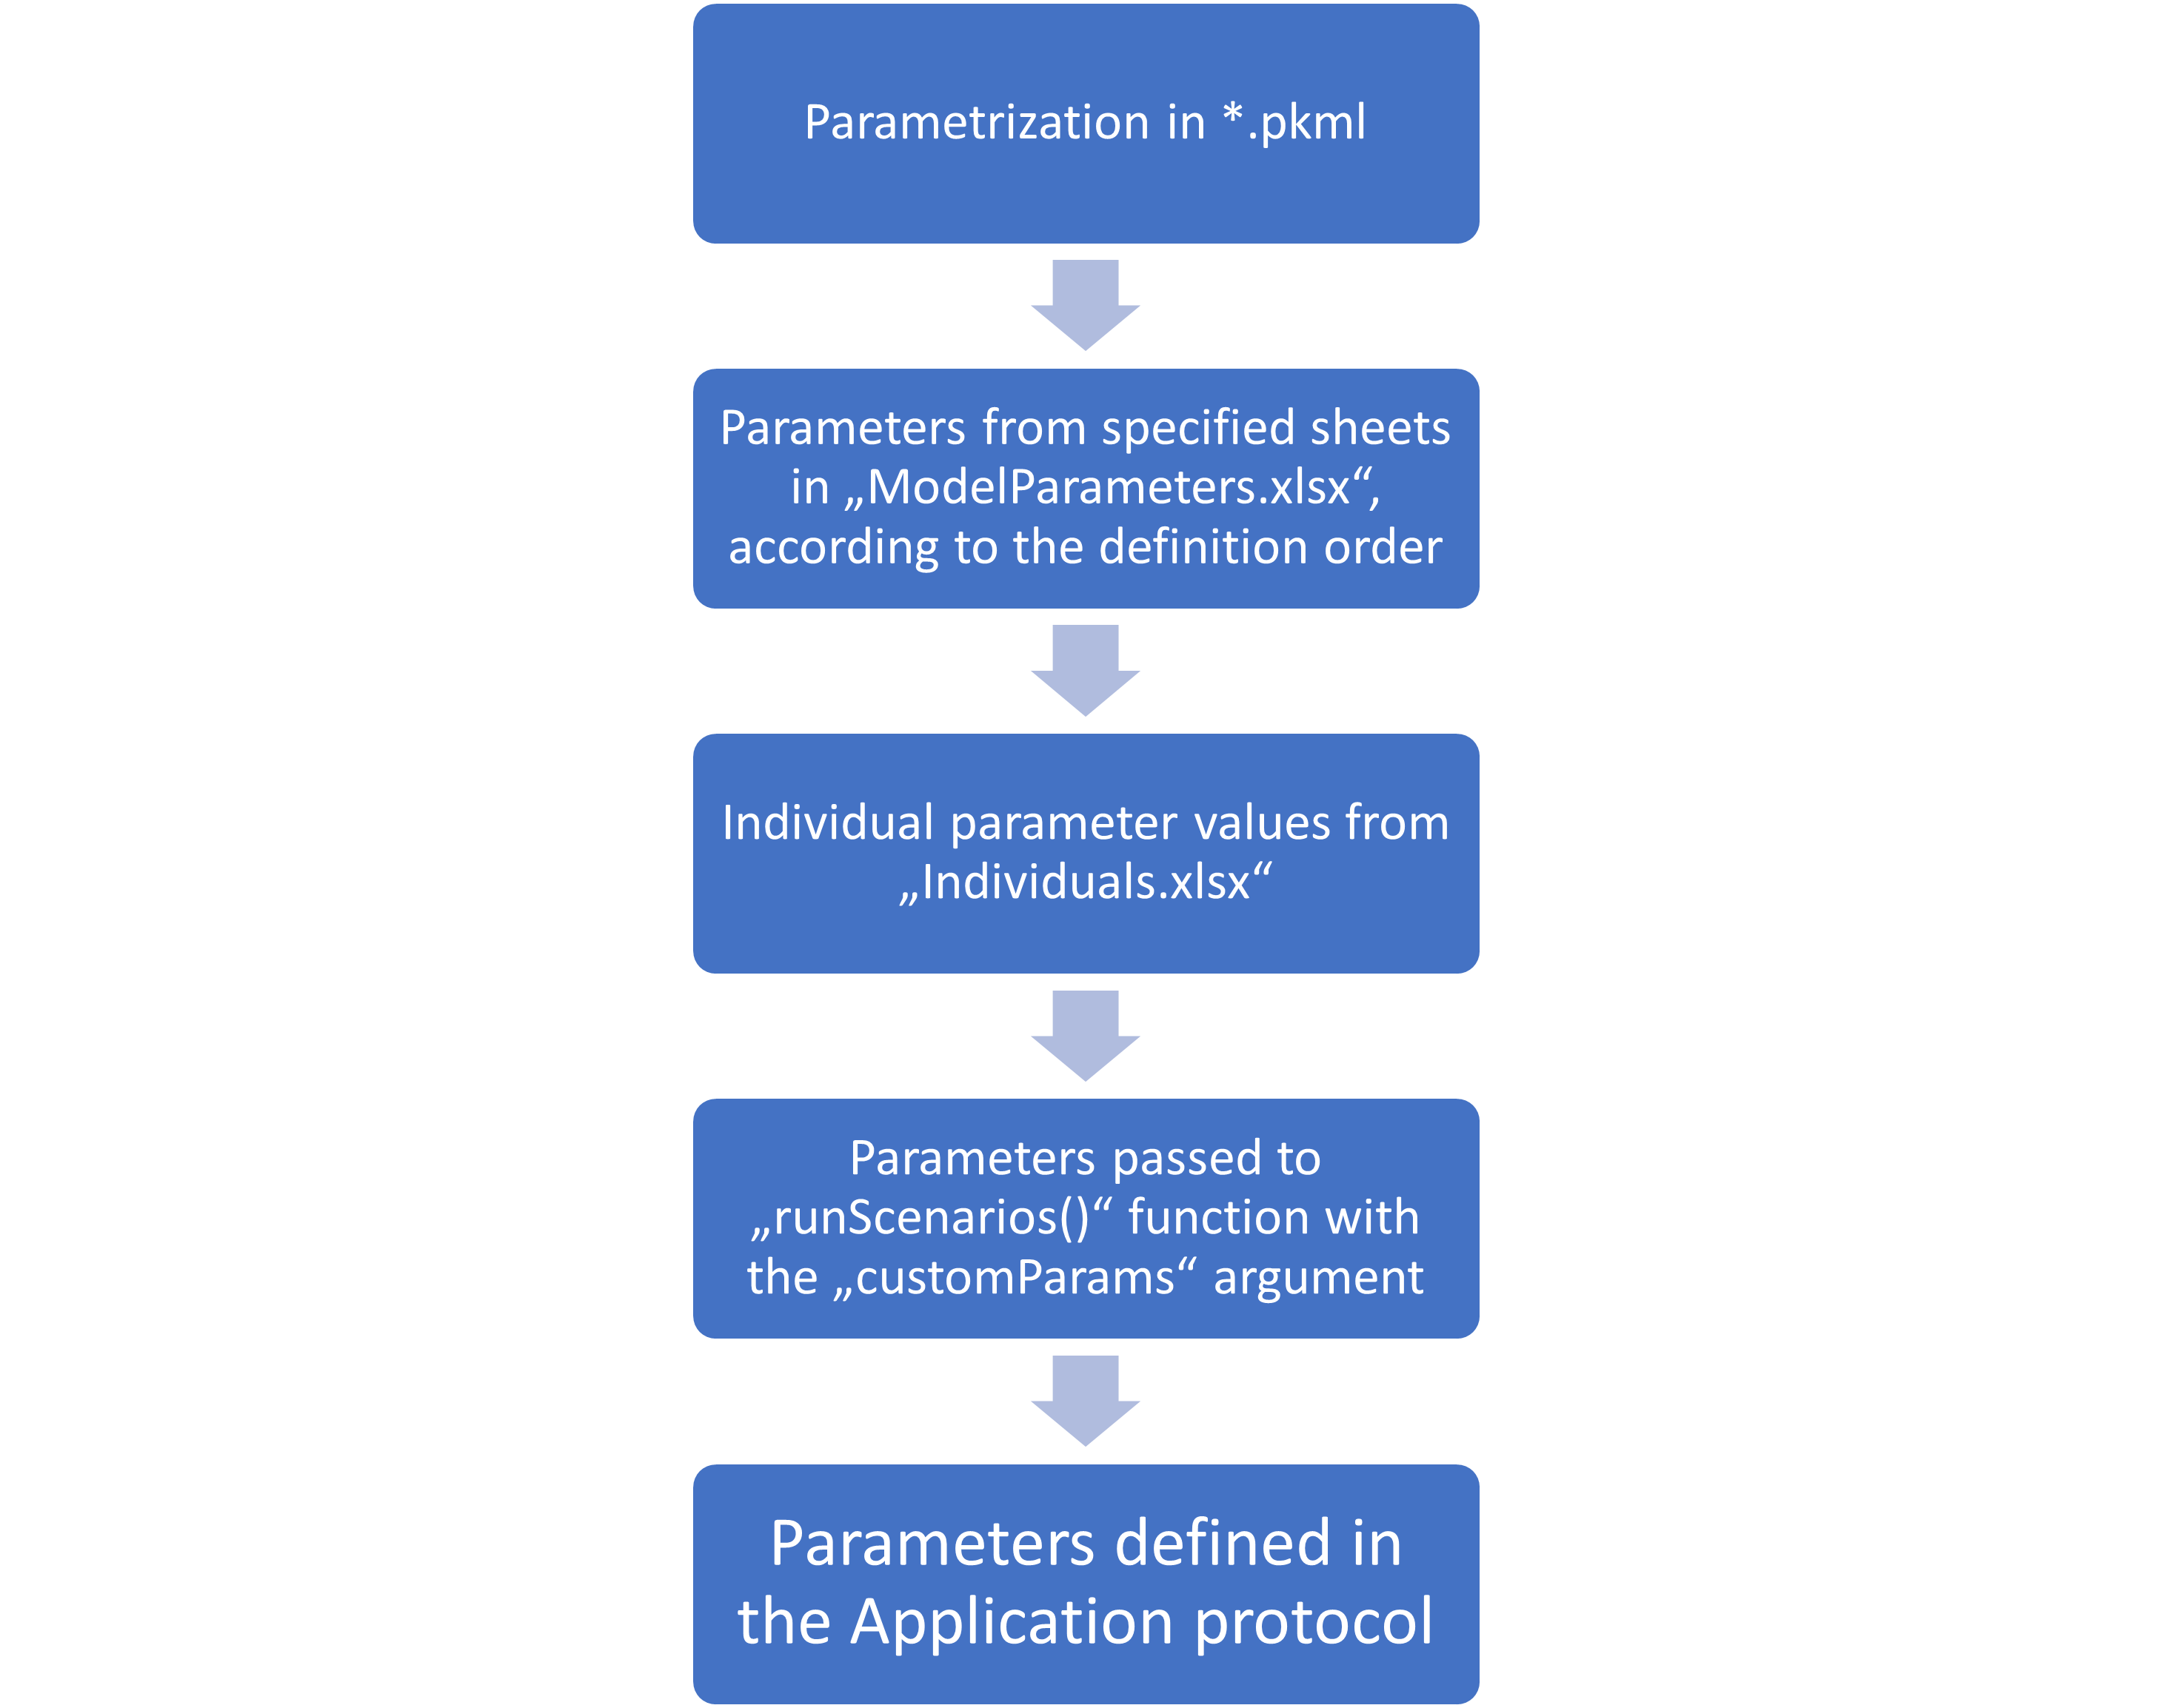 Parametrization in *.pkml
Parameters from specified sheets
in „ModelParameters.xlsx“,
according to the definition order
Individual parameter values from
„Individuals.xlsx“
Parameters passed to
„runScenarios()“ function with
the „customParams“ argument
Parameters defined in
the Application protocol